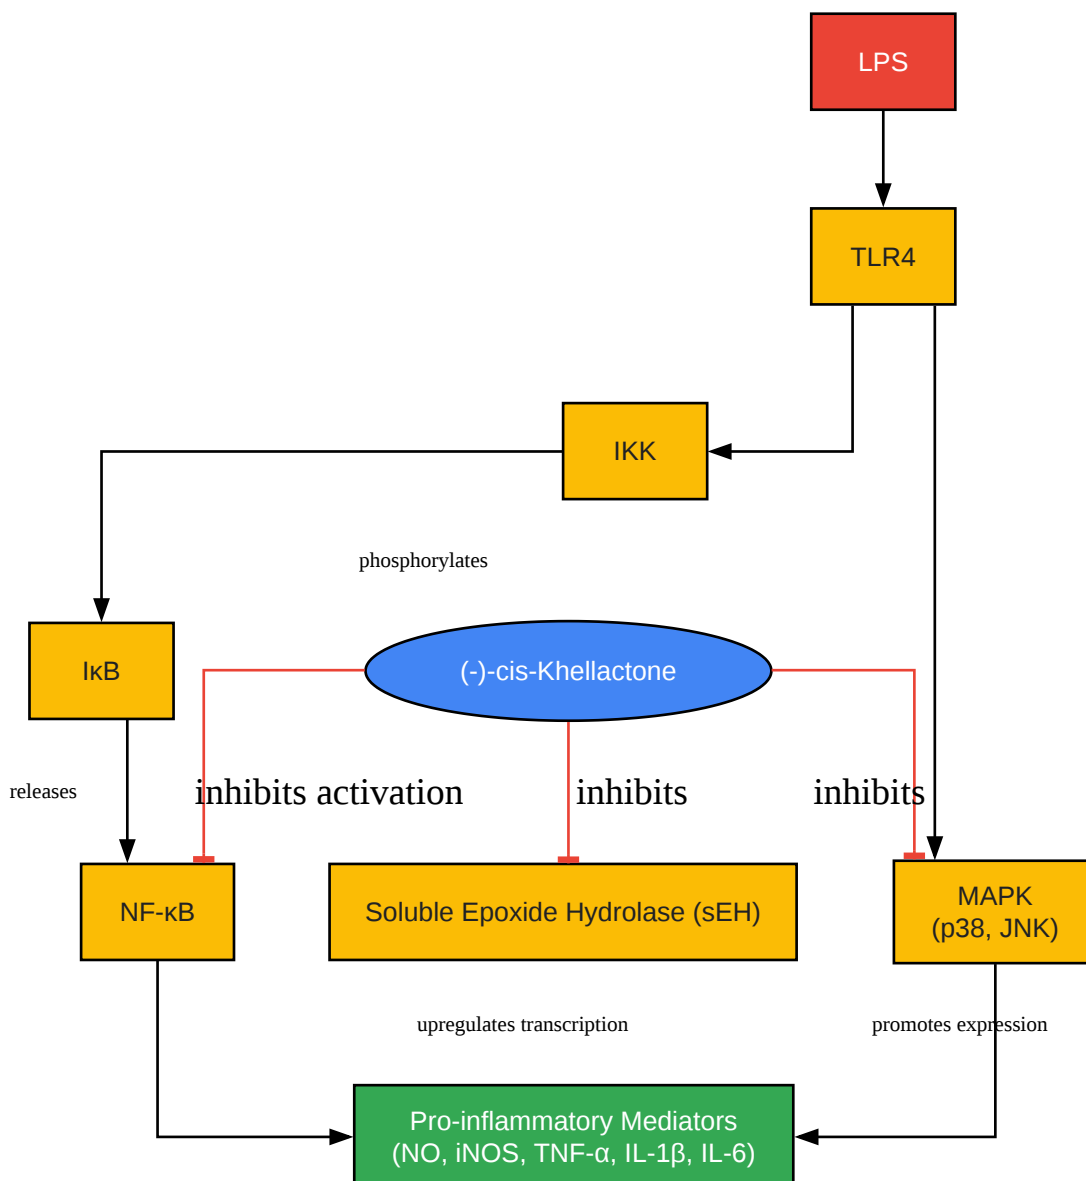 LPS
TLR4
IKK
phosphorylates
IκB
(-)-cis-Khellactone
releases
inhibits activation
inhibits
inhibits
NF-κB
Soluble Epoxide Hydrolase (sEH)
MAPK
(p38, JNK)
upregulates transcription
promotes expression
Pro-inflammatory Mediators
(NO, iNOS, TNF-α, IL-1β, IL-6)